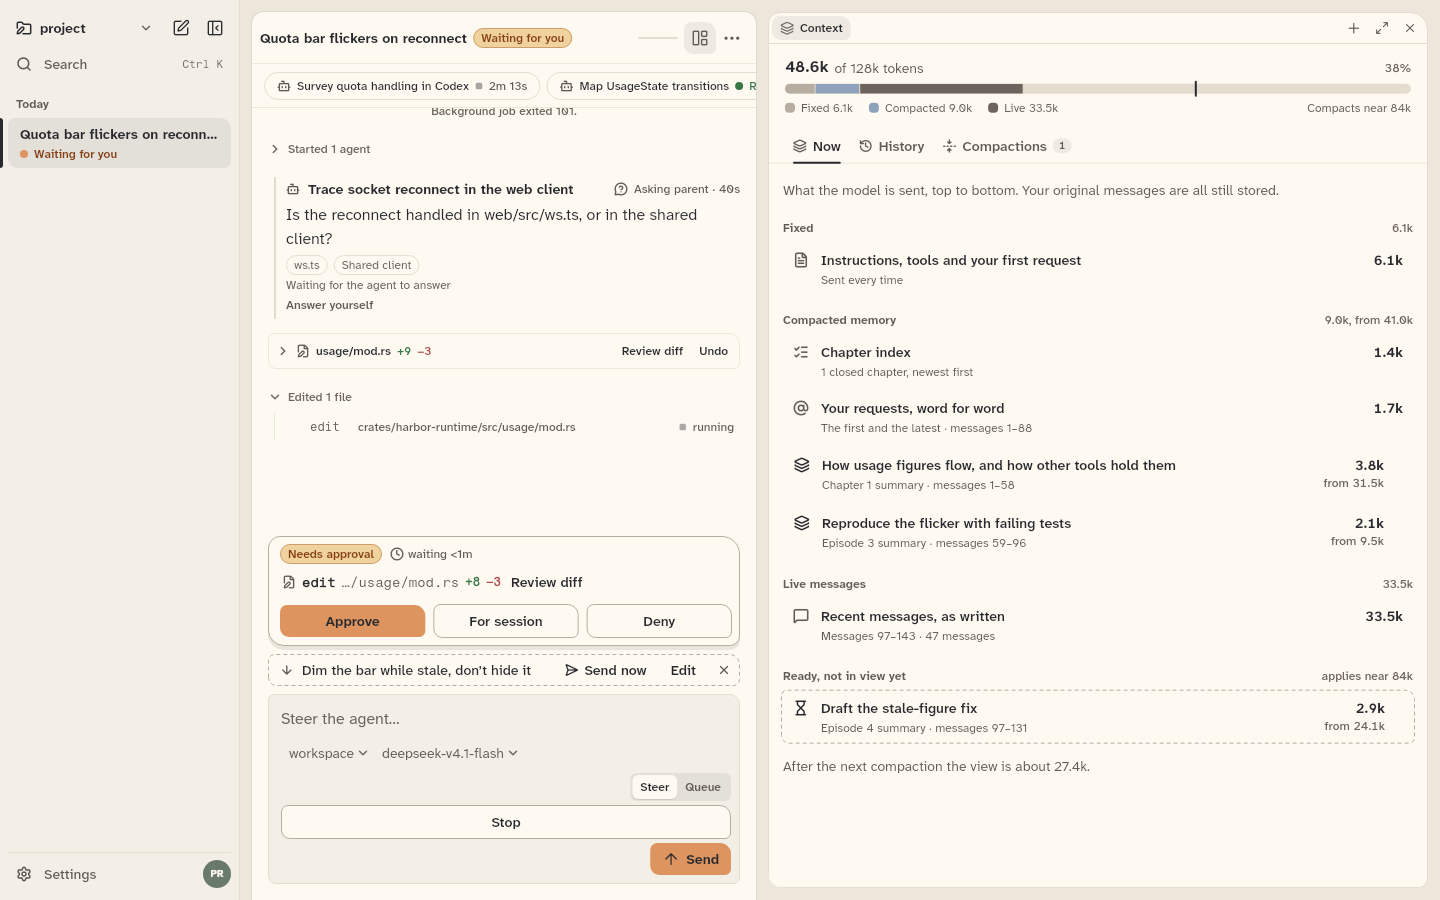 project
Search Ctrl K
Today
Quota bar flickers on reconn...
Waiting for you
Settings
PR
Quota bar flickers on reconnect Waiting for you
Survey quota handling in Codex 2m 13s
Map UsageState transitions R
Background job exited 101.
Started 1 agent
Trace socket reconnect in the web client Asking parent · 40s
Is the reconnect handled in web/src/ws.ts, or in the shared
client?
ws.ts Shared client
Waiting for the agent to answer
Answer yourself
usage/mod.rs +9 −3 Review diff Undo
Edited 1 file
edit crates/harbor-runtime/src/usage/mod.rs running
Needs approval waiting <1m
edit …/usage/mod.rs +8 −3 Review diff
Approve For session Deny
Dim the bar while stale, don't hide it Send now Edit
Steer the agent...
workspace deepseek-v4.1-flash
Steer Queue
Stop
Send
Context
48.6k of 128k tokens 38%
Fixed 6.1k Compacted 9.0k Live 33.5k Compacts near 84k
Now History Compactions 1
What the model is sent, top to bottom. Your original messages are all still stored.
Fixed 6.1k
Instructions, tools and your first request 6.1k
Sent every time
Compacted memory 9.0k, from 41.0k
Chapter index 1.4k
1 closed chapter, newest first
Your requests, word for word 1.7k
The first and the latest · messages 1–88
How usage figures flow, and how other tools hold them 3.8k
Chapter 1 summary · messages 1–58 from 31.5k
Reproduce the flicker with failing tests 2.1k
Episode 3 summary · messages 59–96 from 9.5k
Live messages 33.5k
Recent messages, as written 33.5k
Messages 97–143 · 47 messages
Ready, not in view yet applies near 84k
Draft the stale-figure fix 2.9k
Episode 4 summary · messages 97–131 from 24.1k
After the next compaction the view is about 27.4k.